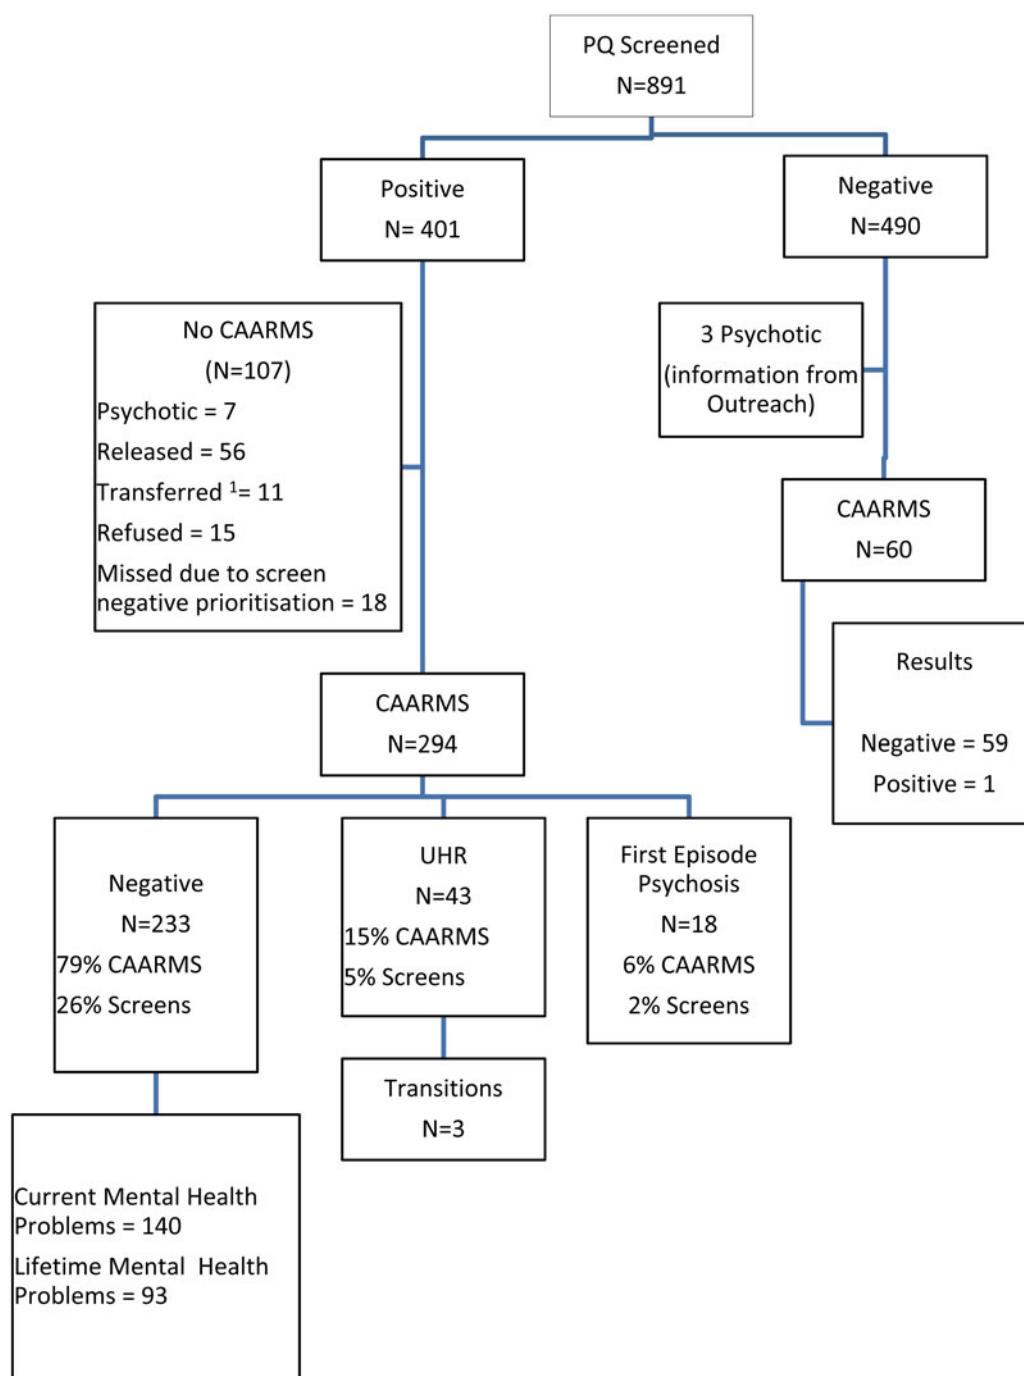 PQ Screened
N=891
Positive
N= 401
Negative
N=490
No CAARMS
(N=107)
Psychotic = 7
Released = 56
Transferred ¹= 11
Refused = 15
Missed due to screen
negative prioritisation = 18
3 Psychotic
(information from
Outreach)
CAARMS
N=60
Results
Negative = 59
Positive = 1
CAARMS
N=294
Negative
N=233
79% CAARMS
26% Screens
UHR
N=43
15% CAARMS
5% Screens
First Episode
Psychosis
N=18
6% CAARMS
2% Screens
Transitions
N=3
Current Mental Health
Problems = 140
Lifetime Mental  Health
Problems = 93